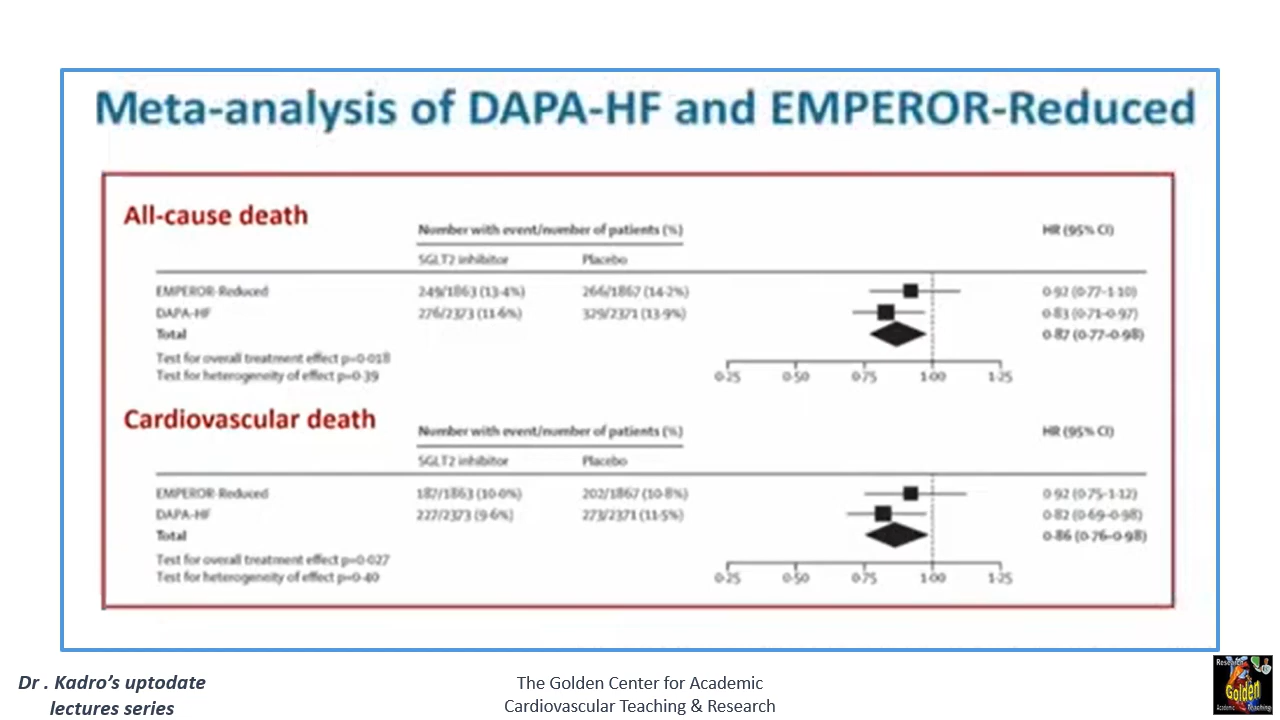 Meta-analysis of DAPA-HF and EMPEROR-Reduced
All-cause death
Number with event/number of patients (%)
HR (95% CI)
SGLT2 inhibitor
Placebo
EMPEROR-Reduced 249/1863 (13·4%) 266/1867 (14·2%) 0·92 (0·77–1·10)
DAPA-HF 276/2373 (11·6%) 329/2371 (13·9%) 0·83 (0·71–0·97)
Total 0·87 (0·77–0·98)
Test for overall treatment effect p=0·018
Test for heterogeneity of effect p=0·39
0·25 0·50 0·75 1·00 1·25
Cardiovascular death
Number with event/number of patients (%)
HR (95% CI)
SGLT2 inhibitor
Placebo
EMPEROR-Reduced 187/1863 (10·0%) 202/1867 (10·8%) 0·92 (0·75–1·12)
DAPA-HF 227/2373 (9·6%) 273/2371 (11·5%) 0·82 (0·69–0·98)
Total 0·86 (0·76–0·98)
Test for overall treatment effect p=0·027
Test for heterogeneity of effect p=0·40
0·25 0·50 0·75 1·00 1·25
Dr . Kadro's uptodate
lectures series
The Golden Center for Academic
Cardiovascular Teaching & Research
Research
Golden
Academic Teaching